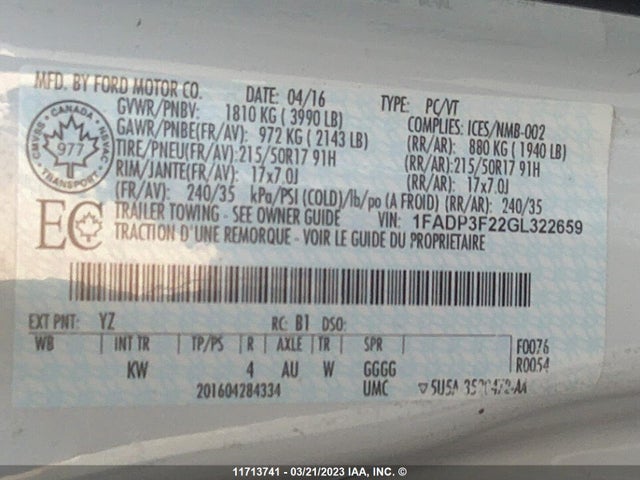 MFD. BY FORD MOTOR CO. DATE: 04/16 TYPE: PC/VT
GVWR/PNBV: 1810 KG ( 3990 LB) COMPLIES: ICES/NMB-002
GAWR/PNBE(FR/AV): 972 KG ( 2143 LB) (RR/AR): 880 KG ( 1940 LB)
TIRE/PNEU(FR/AV): 215/50R17 91H (RR/AR): 215/50R17 91H
RIM/JANTE(FR/AV): 17x7.0J (RR/AR): 17x7.0J
(FR/AV): 240/35 kPa/PSI (COLD)/lb/po (A FROID) (RR/AR): 240/35
TRAILER TOWING - SEE OWNER GUIDE VIN: 1FADP3F22GL322659
TRACTION D'UNE REMORQUE - VOIR LE GUIDE DU PROPRIETAIRE
CANADA
CMVSS NSVAC
977
TRANSPORT
EC
EXT PNT: YZ RC: B1 DSO:
WB INT TR TP/PS R AXLE TR SPR F0076
KW 4 AU W GGGG R0054
201604284334 UMC 5U5A
11713741 - 03/21/2023 IAA, INC. ©